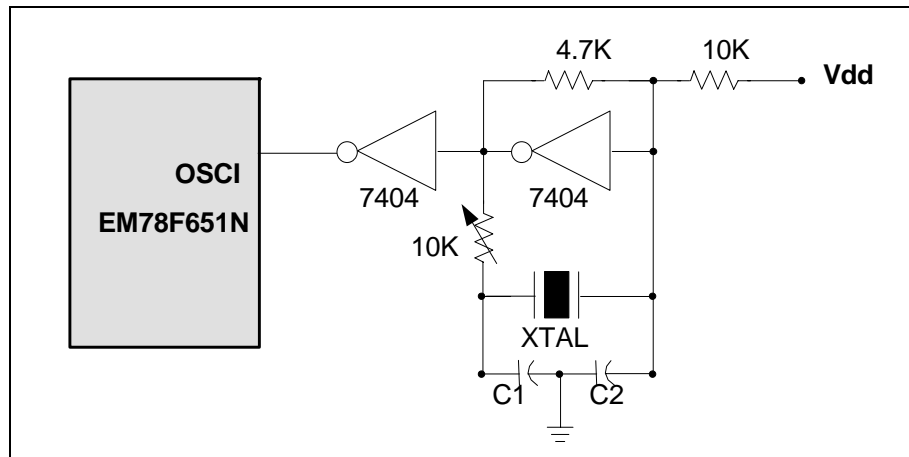 4.7K
10K
Vdd
OSCI
EM78F651N
7404
7404
10K
XTAL
C1
C2